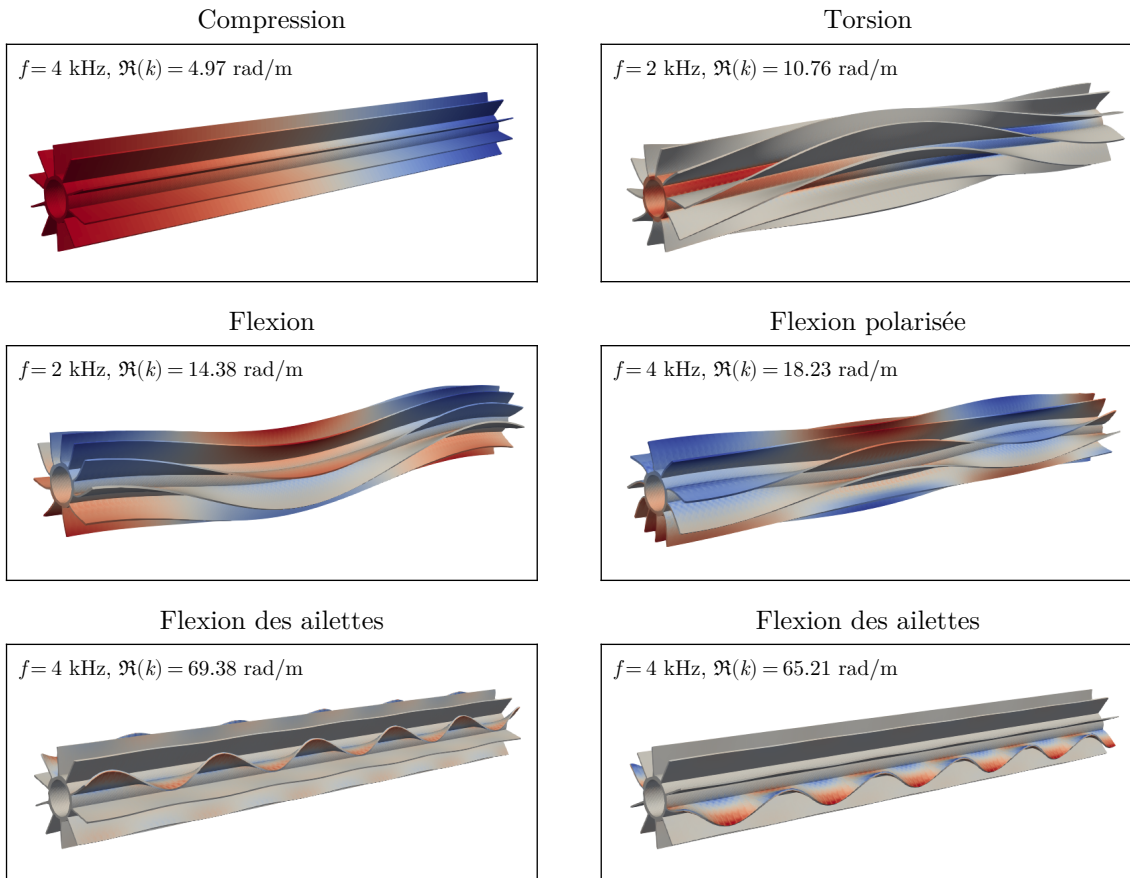 Compression
f = 4 kHz, ℜ(k) = 4.97 rad/m
Torsion
f = 2 kHz, ℜ(k) = 10.76 rad/m
Flexion
f = 2 kHz, ℜ(k) = 14.38 rad/m
Flexion polarisée
f = 4 kHz, ℜ(k) = 18.23 rad/m
Flexion des ailettes
f = 4 kHz, ℜ(k) = 69.38 rad/m
Flexion des ailettes
f = 4 kHz, ℜ(k) = 65.21 rad/m